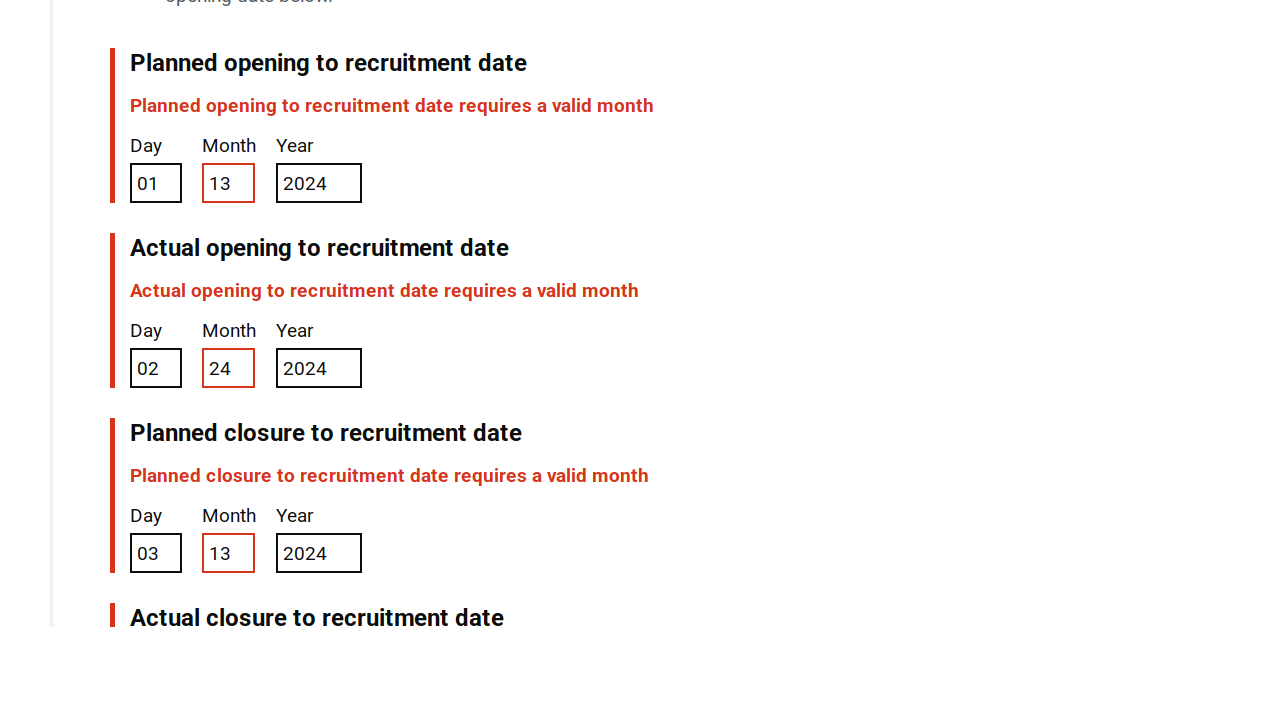 opening date below.
Planned opening to recruitment date
Planned opening to recruitment date requires a valid month
Day Month Year
01 13 2024
Actual opening to recruitment date
Actual opening to recruitment date requires a valid month
Day Month Year
02 24 2024
Planned closure to recruitment date
Planned closure to recruitment date requires a valid month
Day Month Year
03 13 2024
Actual closure to recruitment date